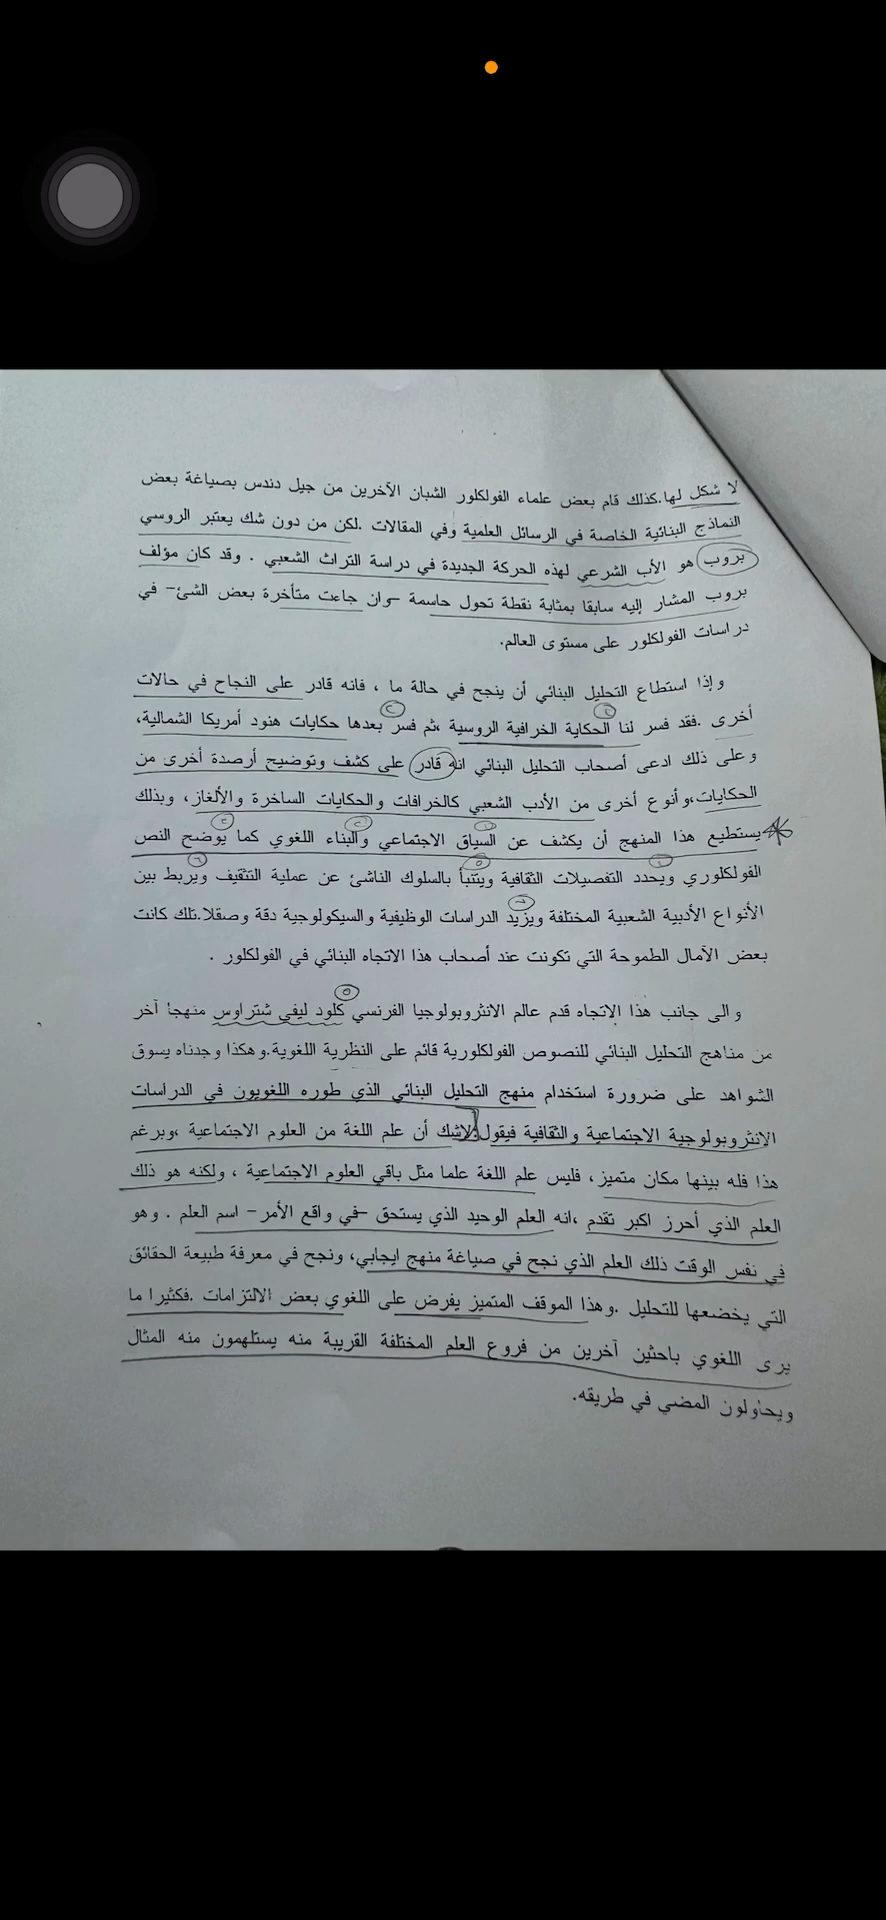 لا شكل لها.كذلك قام بعض علماء الفولكلور الشبان الآخرين من جيل دندس بصياغة بعض
النماذج البنائية الخاصة في الرسائل العلمية وفي المقالات .لكن من دون شك يعتبر الروسي
بروب هو الأب الشرعي لهذه الحركة الجديدة في دراسة التراث الشعبي . وقد كان مؤلف
بروب المشار إليه سابقا بمثابة نقطة تحول حاسمة –وان جاءت متأخرة بعض الشئ- في
دراسات الفولكلور على مستوى العالم.
وإذا استطاع التحليل البنائي أن ينجح في حالة ما ، فانه قادر على النجاح في حالات
أخرى .فقد فسر لنا الحكاية الخرافية الروسية ،ثم فسر بعدها حكايات هنود أمريكا الشمالية،
وعلى ذلك ادعى أصحاب التحليل البنائي انه قادر على كشف وتوضيح أرصدة أخرى من
الحكايات،وأنوع أخرى من الأدب الشعبي كالخرافات والحكايات الساخرة والألغاز، وبذلك
يستطيع هذا المنهج أن يكشف عن السياق الاجتماعي والبناء اللغوي كما يوضح النص
الفولكلوري ويحدد التفصيلات الثقافية ويتنبأ بالسلوك الناشئ عن عملية التثقيف ويربط بين
الأنواع الأدبية الشعبية المختلفة ويزيد الدراسات الوظيفية والسيكولوجية دقة وصقلا.تلك كانت
بعض الآمال الطموحة التي تكونت عند أصحاب هذا الاتجاه البنائي في الفولكلور .
والى جانب هذا الاتجاه قدم عالم الانثروبولوجيا الفرنسي كلود ليفي شتراوس منهجا آخر
من مناهج التحليل البنائي للنصوص الفولكلورية قائم على النظرية اللغوية.وهكذا وجدناه يسوق
الشواهد على ضرورة استخدام منهج التحليل البنائي الذي طوره اللغويون في الدراسات
الانثروبولوجية الاجتماعية والثقافية فيقول:لاشك أن علم اللغة من العلوم الاجتماعية ،وبرغم
هذا فله بينها مكان متميز، فليس علم اللغة علما مثل باقي العلوم الاجتماعية ، ولكنه هو ذلك
العلم الذي أحرز اكبر تقدم ،انه العلم الوحيد الذي يستحق –في واقع الأمر- اسم العلم . وهو
في نفس الوقت ذلك العلم الذي نجح في صياغة منهج ايجابي، ونجح في معرفة طبيعة الحقائق
التي يخضعها للتحليل .وهذا الموقف المتميز يفرض على اللغوي بعض الالتزامات .فكثيرا ما
يرى اللغوي باحثين آخرين من فروع العلم المختلفة القريبة منه يستلهمون منه المثال
ويحاولون المضي في طريقه.